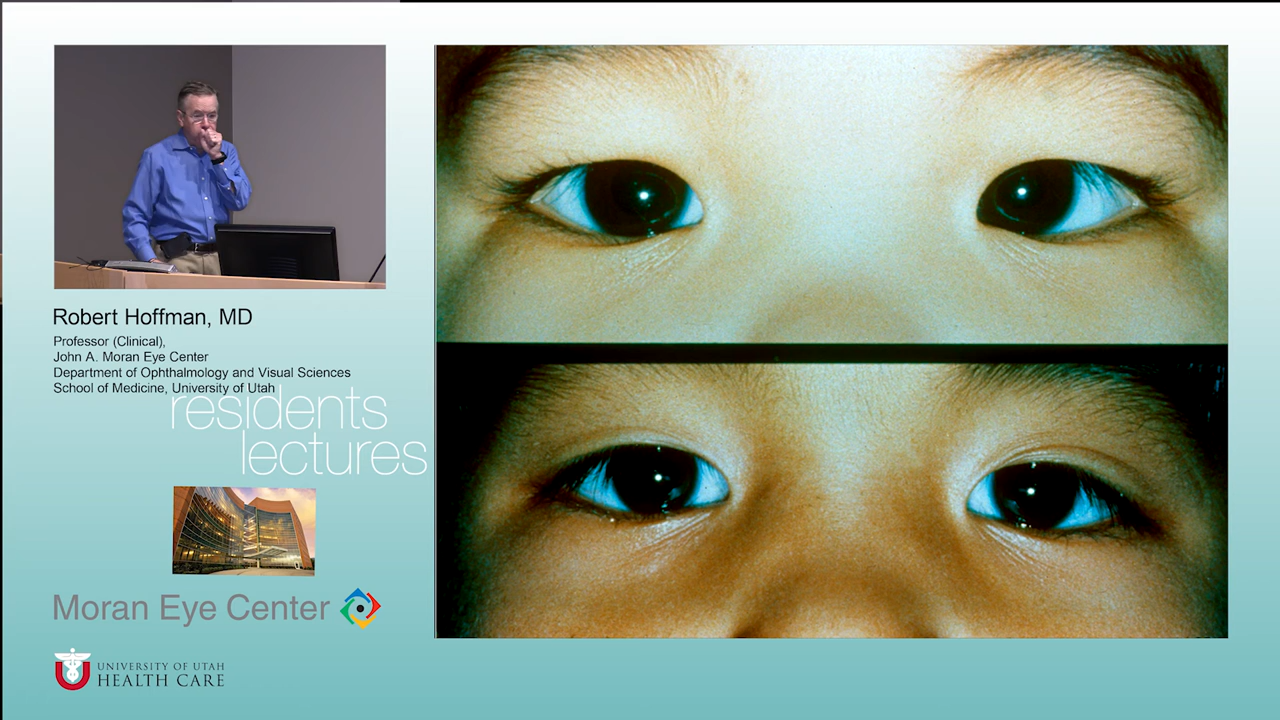 Robert Hoffman, MD
Professor (Clinical),
John A. Moran Eye Center
Department of Ophthalmology and Visual Sciences
School of Medicine, University of Utah
residents
lectures
Moran Eye Center
UNIVERSITY OF UTAH
HEALTH CARE